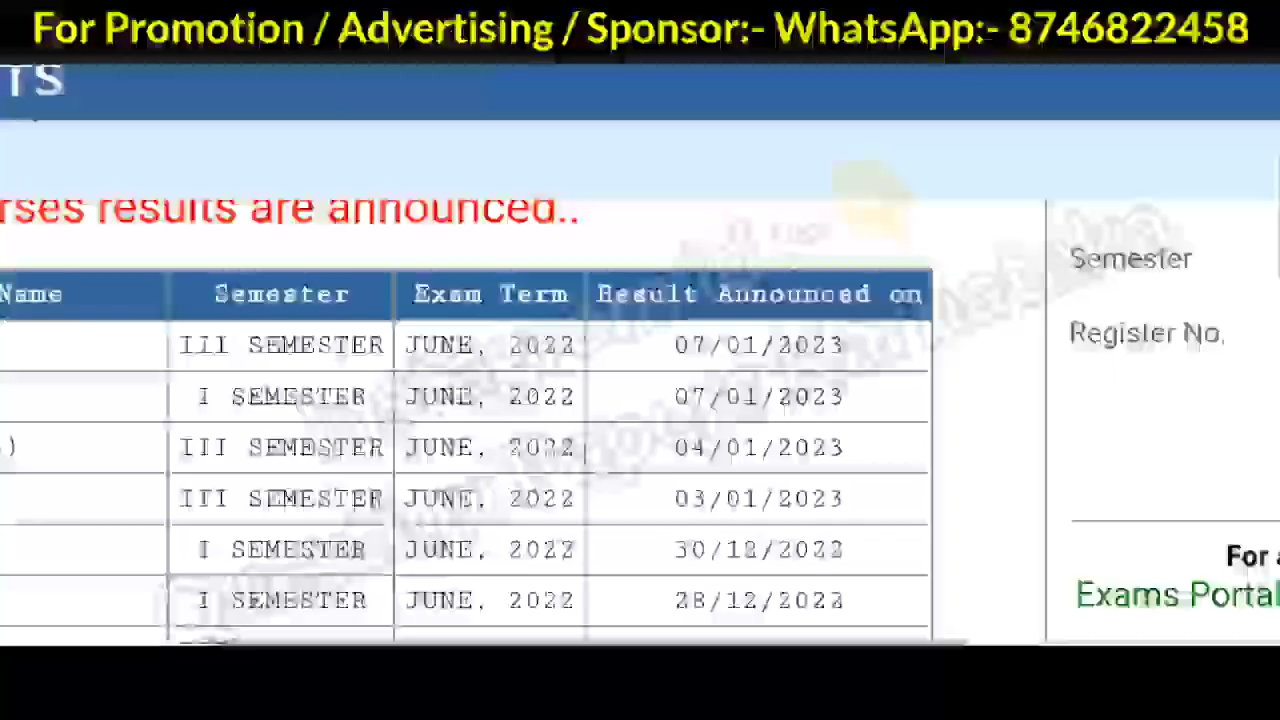 For Promotion / Advertising / Sponsor:- WhatsApp:- 8746822458
TS
rses results are announced..
Name Semester Exam Term Result Announced on
III SEMESTER JUNE, 2022 07/01/2023
I SEMESTER JUNE, 2022 07/01/2023
) III SEMESTER JUNE, 2022 04/01/2023
III SEMESTER JUNE, 2022 03/01/2023
I SEMESTER JUNE, 2022 30/12/2022
I SEMESTER JUNE, 2022 28/12/2022
Semester
Register No.
For a
Exams Portal